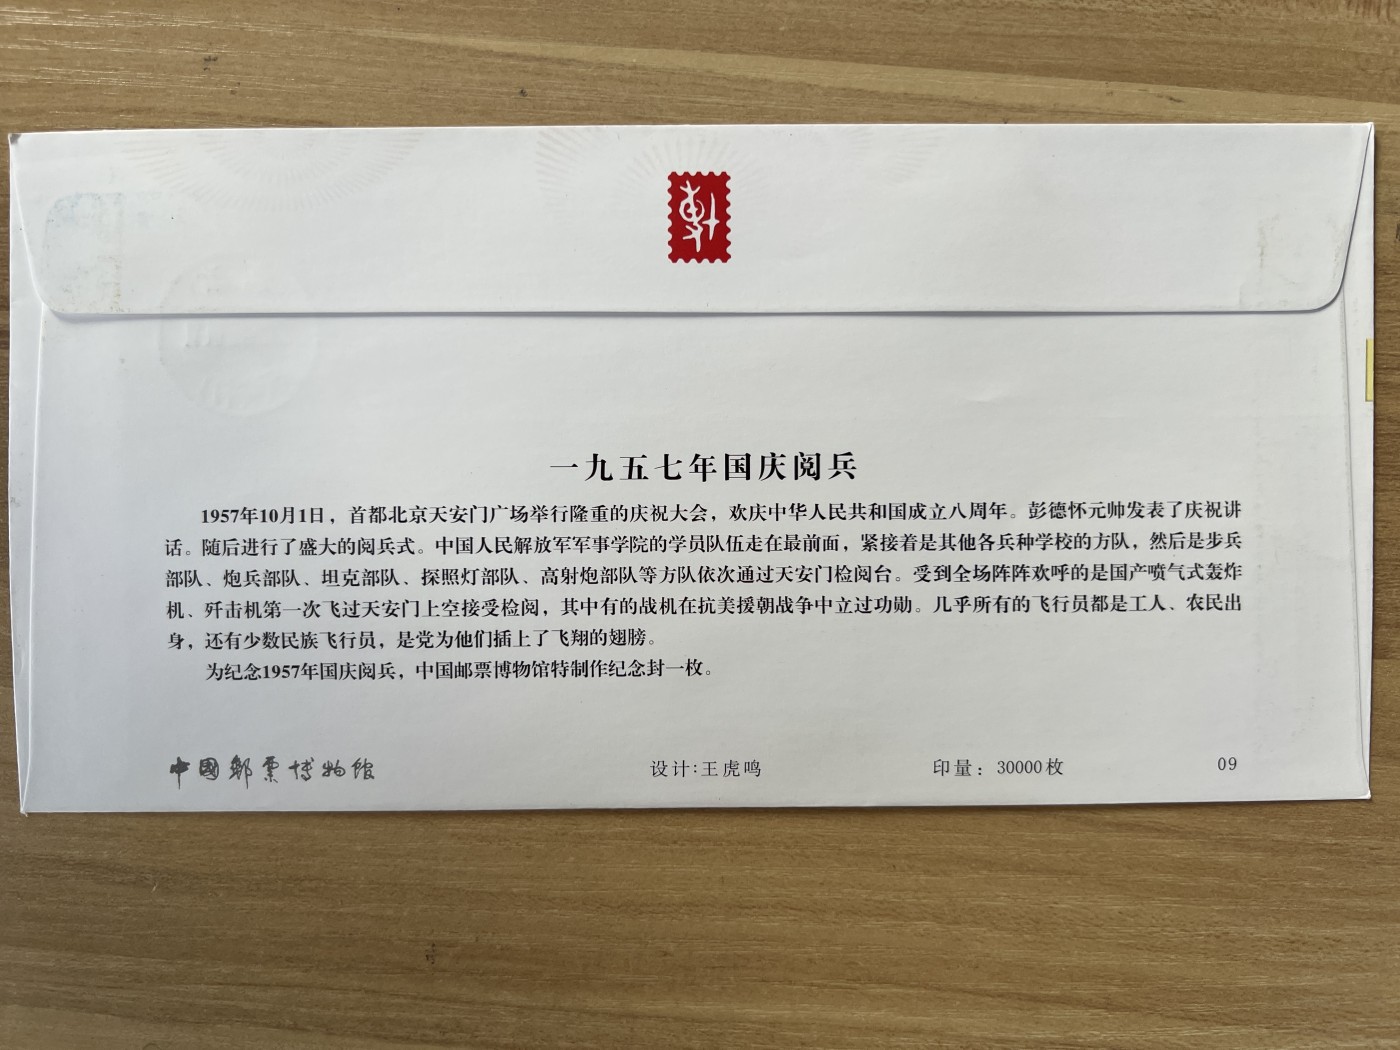 一九五七年国庆阅兵
1957年10月1日，首都北京天安门广场举行隆重的庆祝大会，欢庆中华人民共和国成立八周年。彭德怀元帅发表了庆祝讲
话。随后进行了盛大的阅兵式。中国人民解放军军事学院的学员队伍走在最前面，紧接着是其他各兵种学校的方队，然后是步兵
部队、炮兵部队、坦克部队、探照灯部队、高射炮部队等方队依次通过天安门检阅台。受到全场阵阵欢呼的是国产喷气式轰炸
机、歼击机第一次飞过天安门上空接受检阅，其中有的战机在抗美援朝战争中立过功勋。几乎所有的飞行员都是工人、农民出
身，还有少数民族飞行员，是党为他们插上了飞翔的翅膀。
为纪念1957年国庆阅兵，中国邮票博物馆特制作纪念封一枚。
中國郵票博物馆 设计:王虎鸣 印量：30000枚 09